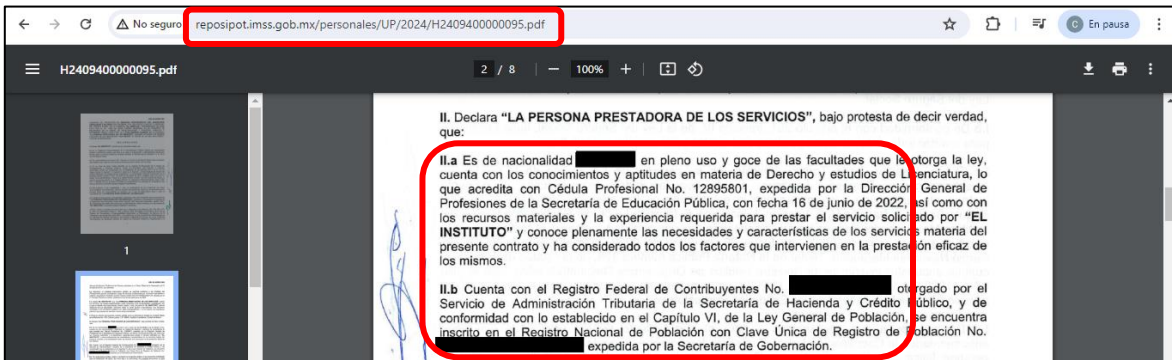 No seguro reposipot.imss.gob.mx/personales/UP/2024/H2409400000095.pdf
C En pausa
H2409400000095.pdf
2 / 8 | − 100% +
1
II. Declara “LA PERSONA PRESTADORA DE LOS SERVICIOS”, bajo protesta de decir verdad,
que:
II.a Es de nacionalidad en pleno uso y goce de las facultades que le otorga la ley,
cuenta con los conocimientos y aptitudes en materia de Derecho y estudios de Licenciatura, lo
que acredita con Cédula Profesional No. 12895801, expedida por la Dirección General de
Profesiones de la Secretaría de Educación Pública, con fecha 16 de junio de 2022, así como con
los recursos materiales y la experiencia requerida para prestar el servicio solicitado por “EL
INSTITUTO” y conoce plenamente las necesidades y características de los servicios materia del
presente contrato y ha considerado todos los factores que intervienen en la prestación eficaz de
los mismos.
II.b Cuenta con el Registro Federal de Contribuyentes No. otorgado por el
Servicio de Administración Tributaria de la Secretaría de Hacienda y Crédito Público, y de
conformidad con lo establecido en el Capítulo VI, de la Ley General de Población, se encuentra
inscrito en el Registro Nacional de Población con Clave Única de Registro de Población No.
expedida por la Secretaría de Gobernación.